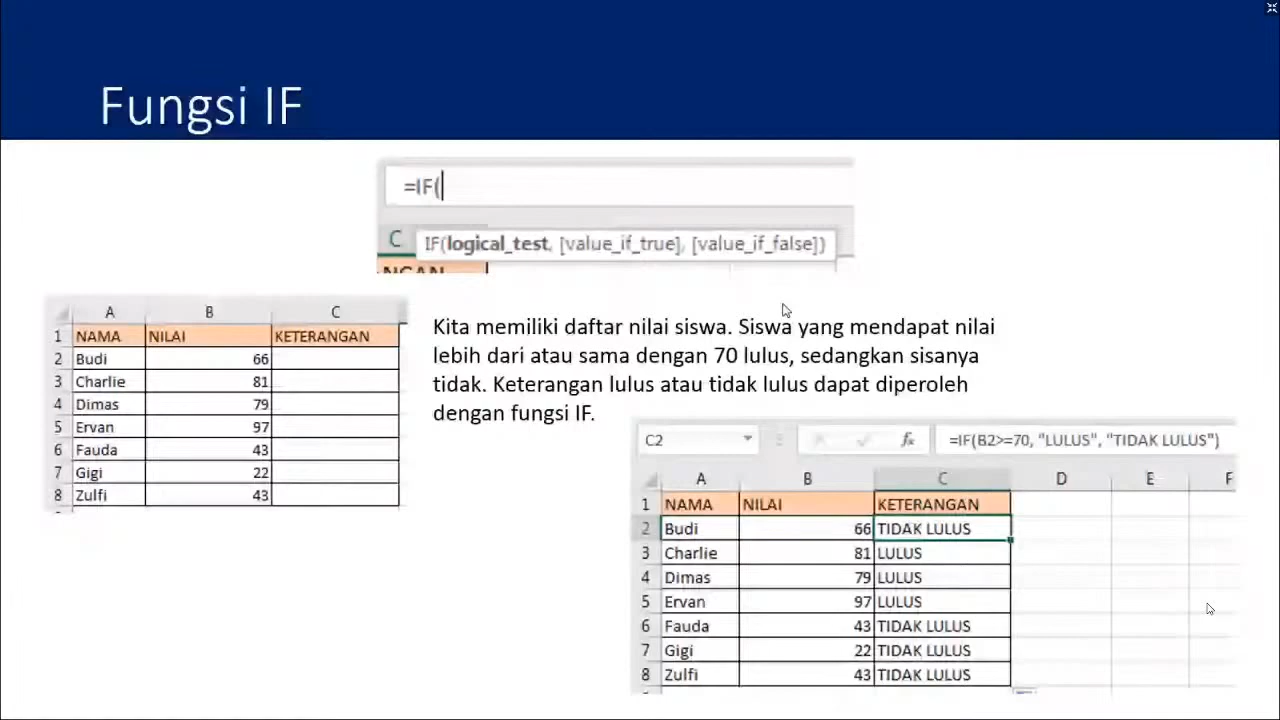 Fungsi IF
=IF(
C
IF(logical_test, [value_if_true], [value_if_false])
A B C
1 NAMA NILAI KETERANGAN
2 Budi 66
3 Charlie 81
4 Dimas 79
5 Ervan 97
6 Fauda 43
7 Gigi 22
8 Zulfi 43
Kita memiliki daftar nilai siswa. Siswa yang mendapat nilai
lebih dari atau sama dengan 70 lulus, sedangkan sisanya
tidak. Keterangan lulus atau tidak lulus dapat diperoleh
dengan fungsi IF.
C2 fx =IF(B2>=70, "LULUS", "TIDAK LULUS")
A B C D E F
1 NAMA NILAI KETERANGAN
2 Budi 66 TIDAK LULUS
3 Charlie 81 LULUS
4 Dimas 79 LULUS
5 Ervan 97 LULUS
6 Fauda 43 TIDAK LULUS
7 Gigi 22 TIDAK LULUS
8 Zulfi 43 TIDAK LULUS